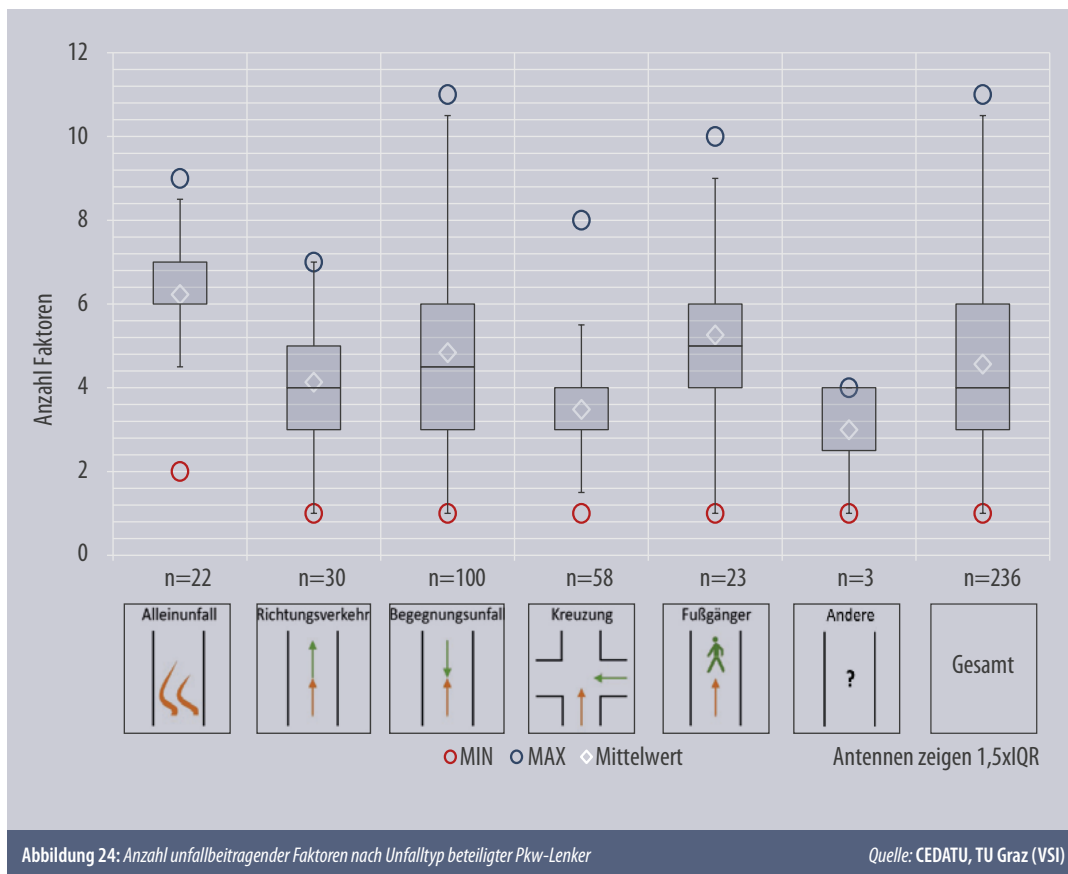 12
10
8
6
4
2
0
Anzahl Faktoren
n=22 n=30 n=100 n=58 n=23 n=3 n=236
Alleinunfall Richtungsverkehr Begegnungsunfall Kreuzung Fußgänger Andere
?
Gesamt
MIN MAX Mittelwert Antennen zeigen 1,5xIQR
Abbildung 24: Anzahl unfallbeitragender Faktoren nach Unfalltyp beteiligter Pkw-Lenker Quelle: CEDATU, TU Graz (VSI)